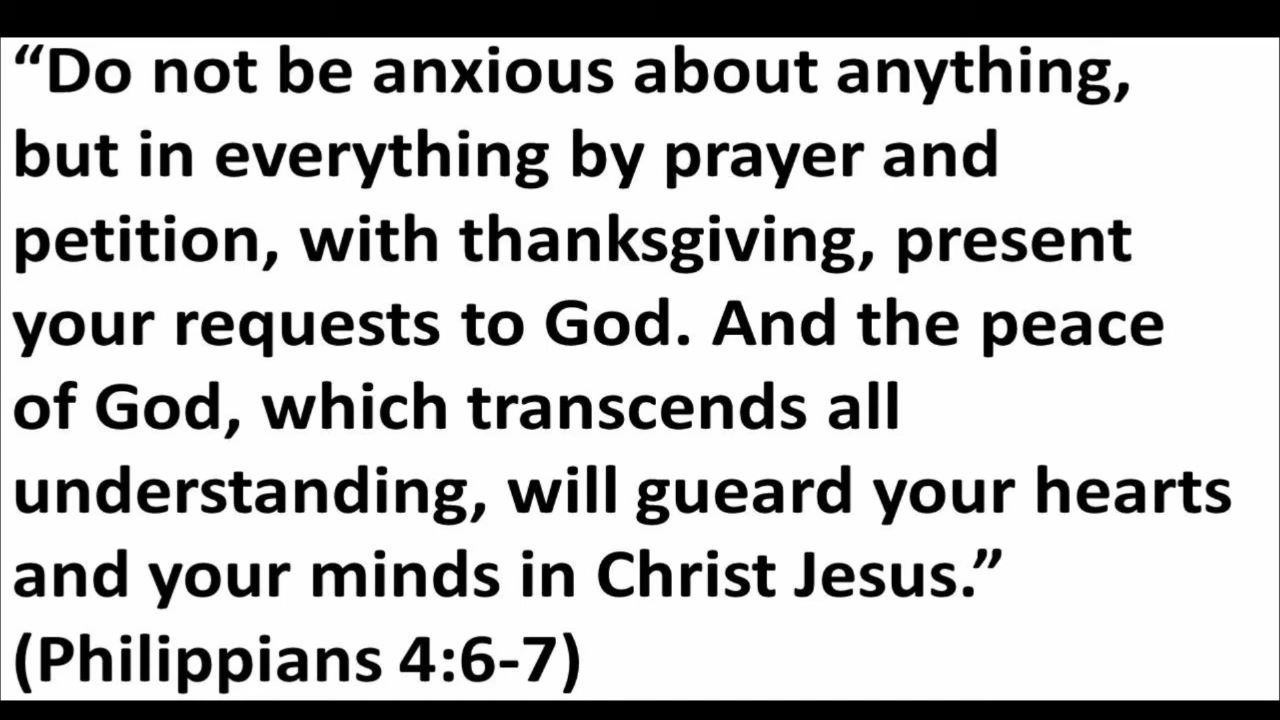 “Do not be anxious about anything,
but in everything by prayer and
petition, with thanksgiving, present
your requests to God. And the peace
of God, which transcends all
understanding, will gueard your hearts
and your minds in Christ Jesus.”
(Philippians 4:6-7)